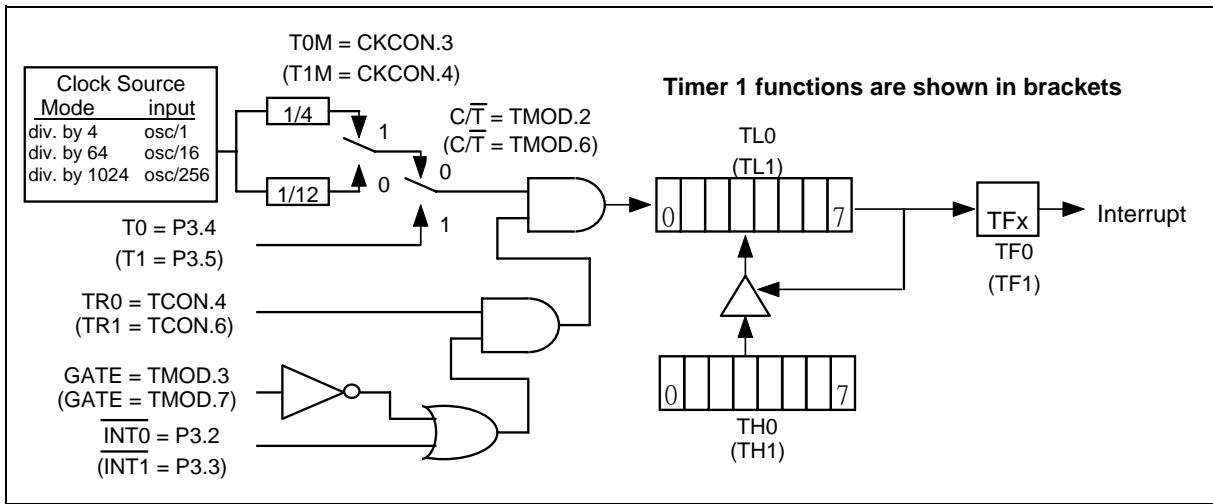 T0M = CKCON.3
(T1M = CKCON.4)
Clock Source
Mode input
div. by 4 osc/1
div. by 64 osc/16
div. by 1024 osc/256
1/4
1/12
1
0
C/T̅ = TMOD.2
(C/T̅ = TMOD.6)
0
1
T0 = P3.4
(T1 = P3.5)
TR0 = TCON.4
(TR1 = TCON.6)
GATE = TMOD.3
(GATE = TMOD.7)
I̅N̅T̅0̅ = P3.2
(I̅N̅T̅1̅ = P3.3)
Timer 1 functions are shown in brackets
TL0
(TL1)
0 7
TFx
Interrupt
TF0
(TF1)
0 7
TH0
(TH1)